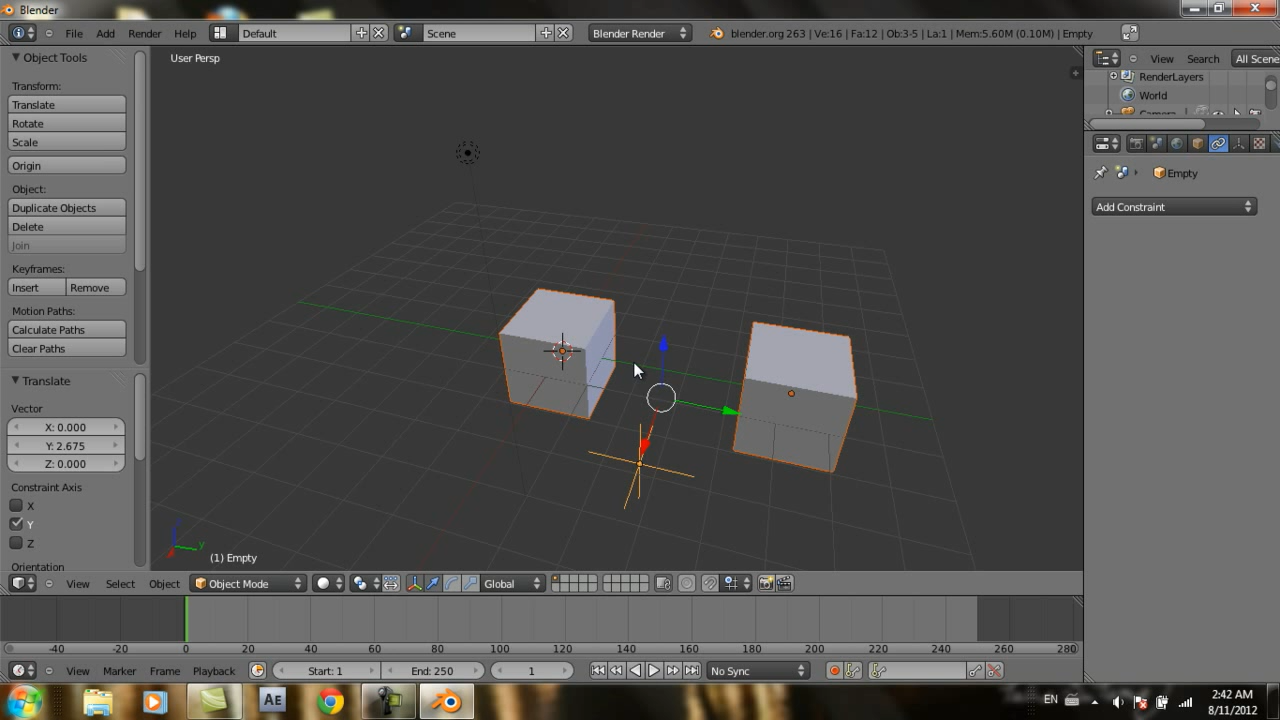 Blender
File Add Render Help Default Scene Blender Render blender.org 263 | Ve:16 | Fa:12 | Ob:3-5 | La:1 | Mem:5.60M (0.10M) | Empty
Object Tools
Transform:
Translate
Rotate
Scale
Origin
Object:
Duplicate Objects
Delete
Join
Keyframes:
Insert Remove
Motion Paths:
Calculate Paths
Clear Paths
Translate
Vector
X: 0.000
Y: 2.675
Z: 0.000
Constraint Axis
X
Y
Z
Orientation
User Persp
y
(1) Empty
View Search All Scene
RenderLayers
World
Camera
Empty
Add Constraint
View Select Object Object Mode Global
-40 -20 0 20 40 60 80 100 120 140 160 180 200 220 240 260 280
View Marker Frame Playback Start: 1 End: 250 1 No Sync
AE EN 2:42 AM
8/11/2012